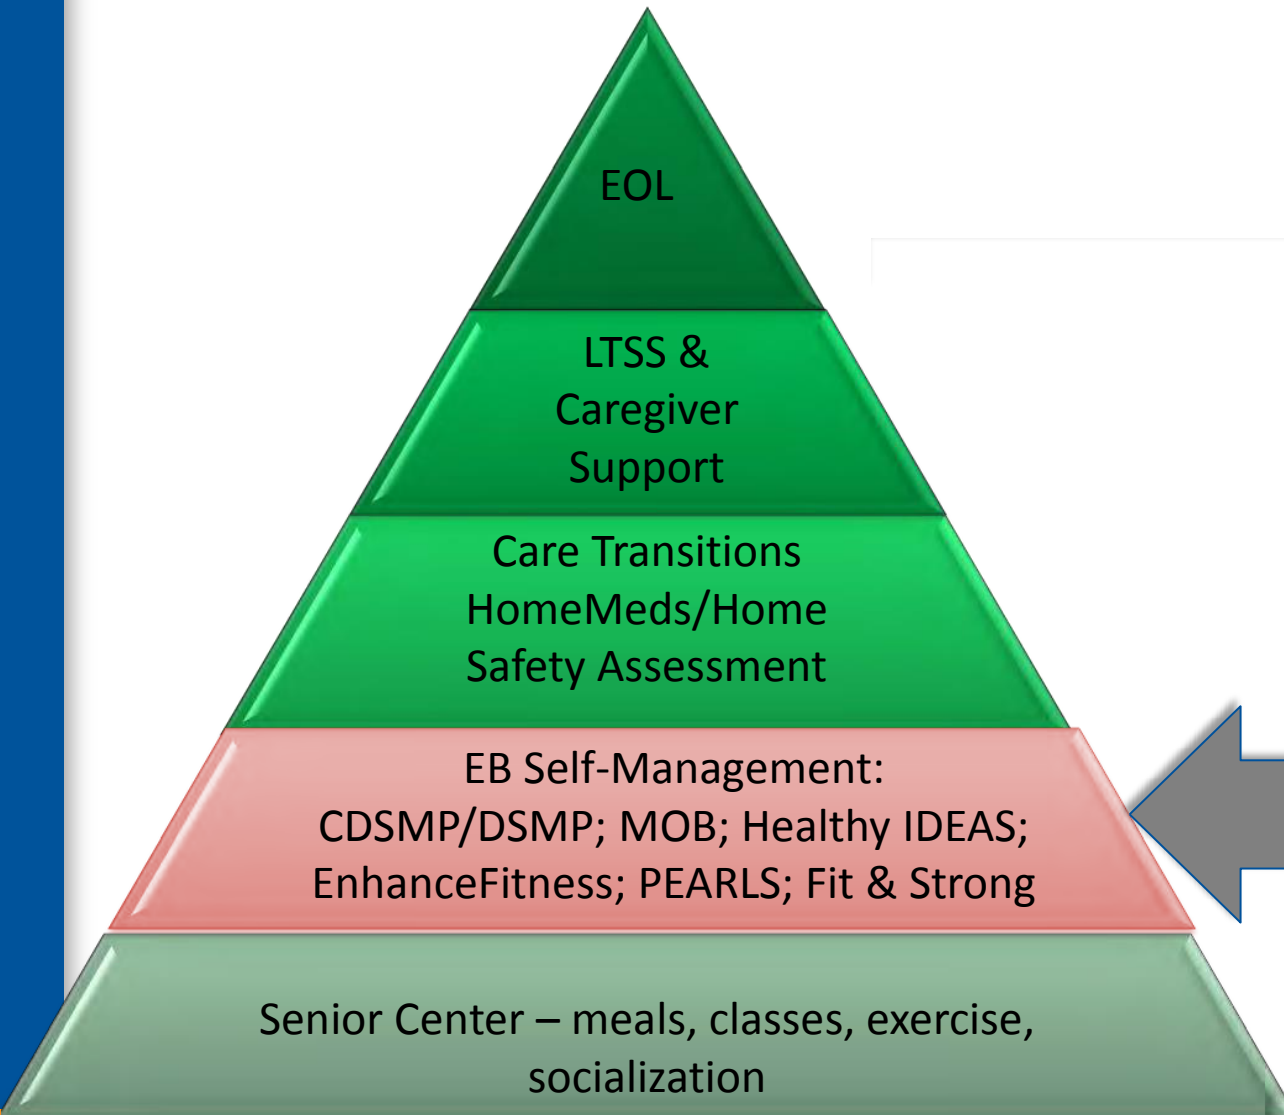 EOL
LTSS &
Caregiver
Support
Care Transitions
HomeMeds/Home
Safety Assessment
EB Self-Management:
CDSMP/DSMP; MOB; Healthy IDEAS;
EnhanceFitness; PEARLS; Fit & Strong
Senior Center – meals, classes, exercise,
socialization